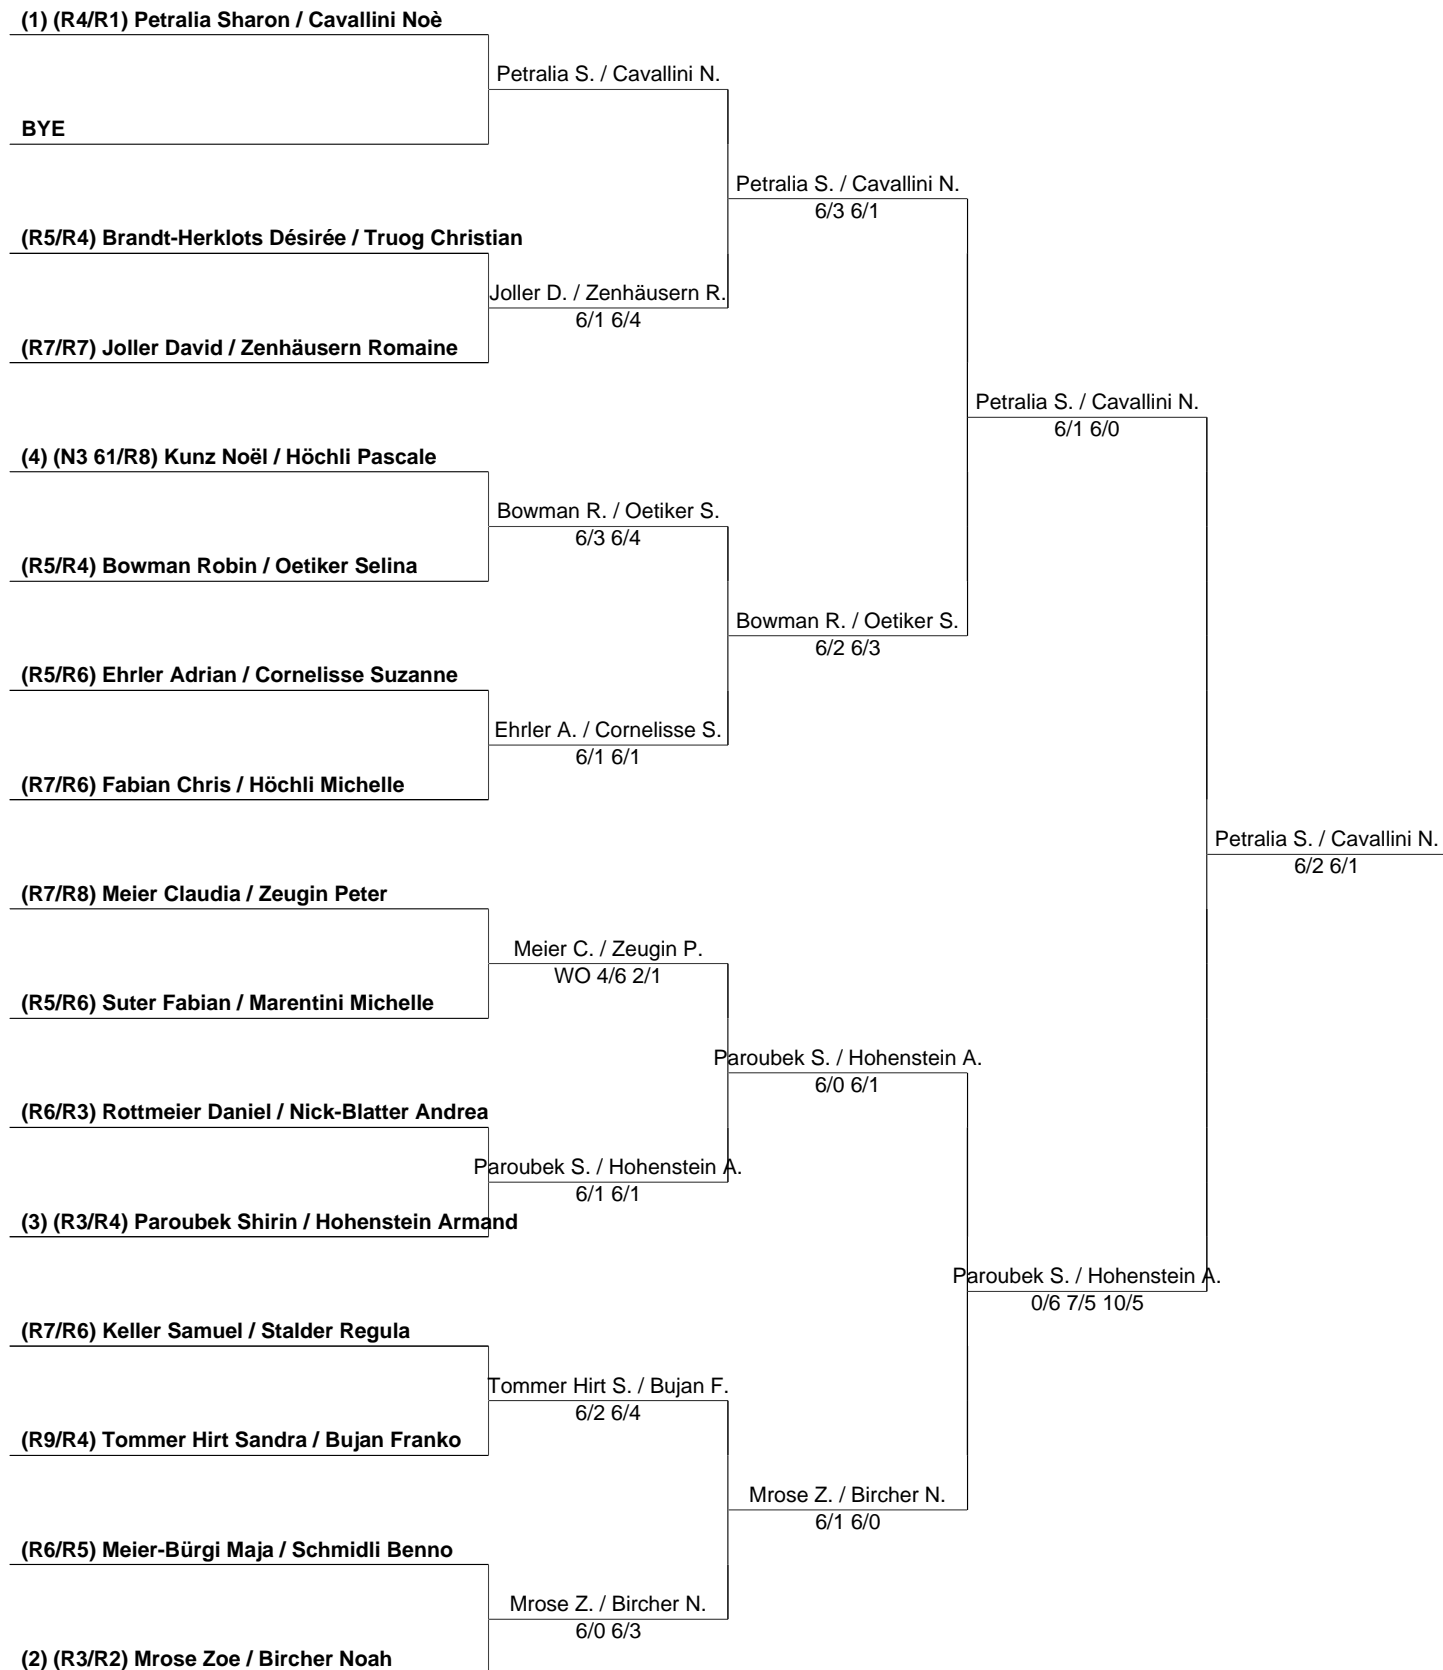 (1) (R4/R1) Petralia Sharon / Cavallini Noè
Petralia S. / Cavallini N.
BYE
Petralia S. / Cavallini N.
6/3 6/1
(R5/R4) Brandt-Herklots Désirée / Truog Christian
Joller D. / Zenhäusern R.
6/1 6/4
(R7/R7) Joller David / Zenhäusern Romaine
Petralia S. / Cavallini N.
6/1 6/0
(4) (N3 61/R8) Kunz Noël / Höchli Pascale
Bowman R. / Oetiker S.
6/3 6/4
(R5/R4) Bowman Robin / Oetiker Selina
Bowman R. / Oetiker S.
6/2 6/3
(R5/R6) Ehrler Adrian / Cornelisse Suzanne
Ehrler A. / Cornelisse S.
6/1 6/1
(R7/R6) Fabian Chris / Höchli Michelle
Petralia S. / Cavallini N.
6/2 6/1
(R7/R8) Meier Claudia / Zeugin Peter
Meier C. / Zeugin P.
WO 4/6 2/1
(R5/R6) Suter Fabian / Marentini Michelle
Paroubek S. / Hohenstein A.
6/0 6/1
(R6/R3) Rottmeier Daniel / Nick-Blatter Andrea
Paroubek S. / Hohenstein A.
6/1 6/1
(3) (R3/R4) Paroubek Shirin / Hohenstein Armand
Paroubek S. / Hohenstein A.
0/6 7/5 10/5
(R7/R6) Keller Samuel / Stalder Regula
Tommer Hirt S. / Bujan F.
6/2 6/4
(R9/R4) Tommer Hirt Sandra / Bujan Franko
Mrose Z. / Bircher N.
6/1 6/0
(R6/R5) Meier-Bürgi Maja / Schmidli Benno
Mrose Z. / Bircher N.
6/0 6/3
(2) (R3/R2) Mrose Zoe / Bircher Noah